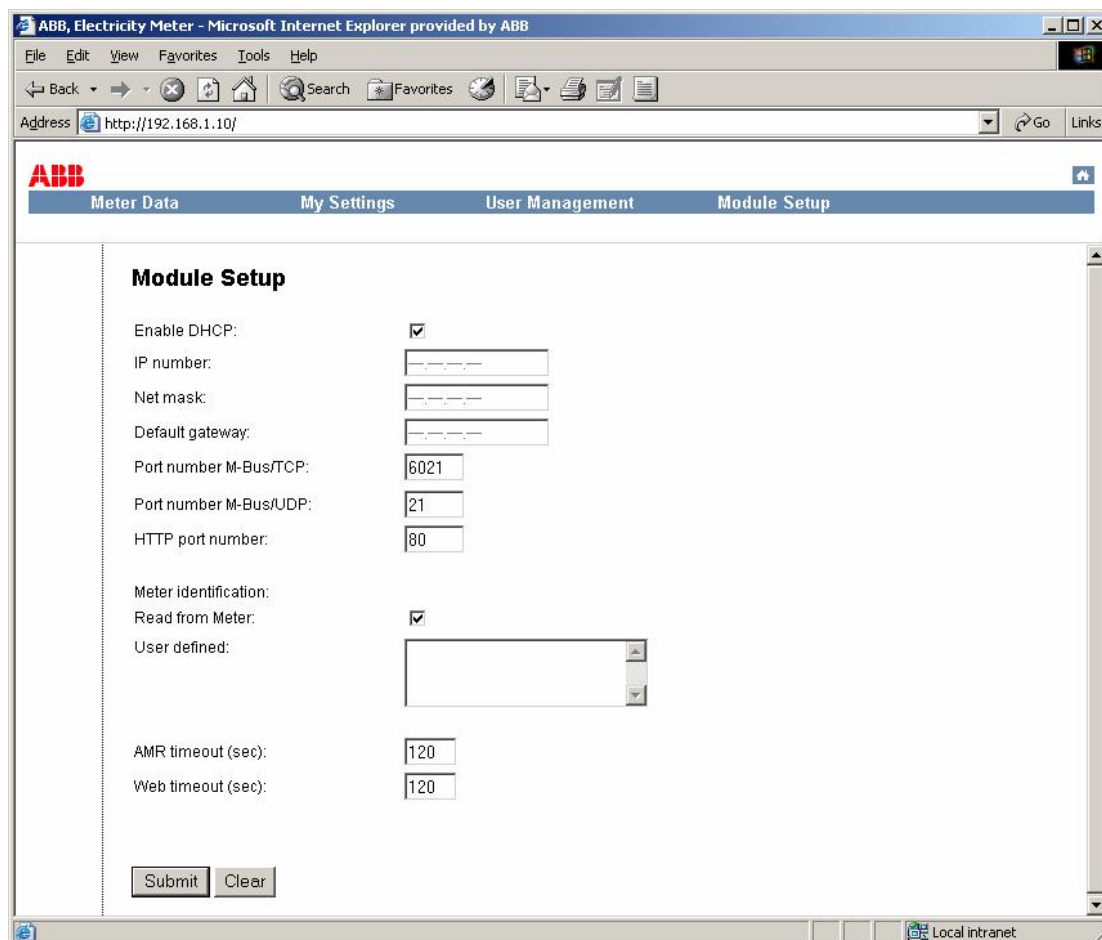 ABB, Electricity Meter - Microsoft Internet Explorer provided by ABB
File Edit View Favorites Tools Help
Back Search Favorites
Address http://192.168.1.10/ Go Links
ABB
Meter Data My Settings User Management Module Setup
Module Setup
Enable DHCP:
IP number: —.—.—.—
Net mask: —.—.—.—
Default gateway: —.—.—.—
Port number M-Bus/TCP: 6021
Port number M-Bus/UDP: 21
HTTP port number: 80
Meter identification:
Read from Meter:
User defined:
AMR timeout (sec): 120
Web timeout (sec): 120
Submit Clear
Local intranet